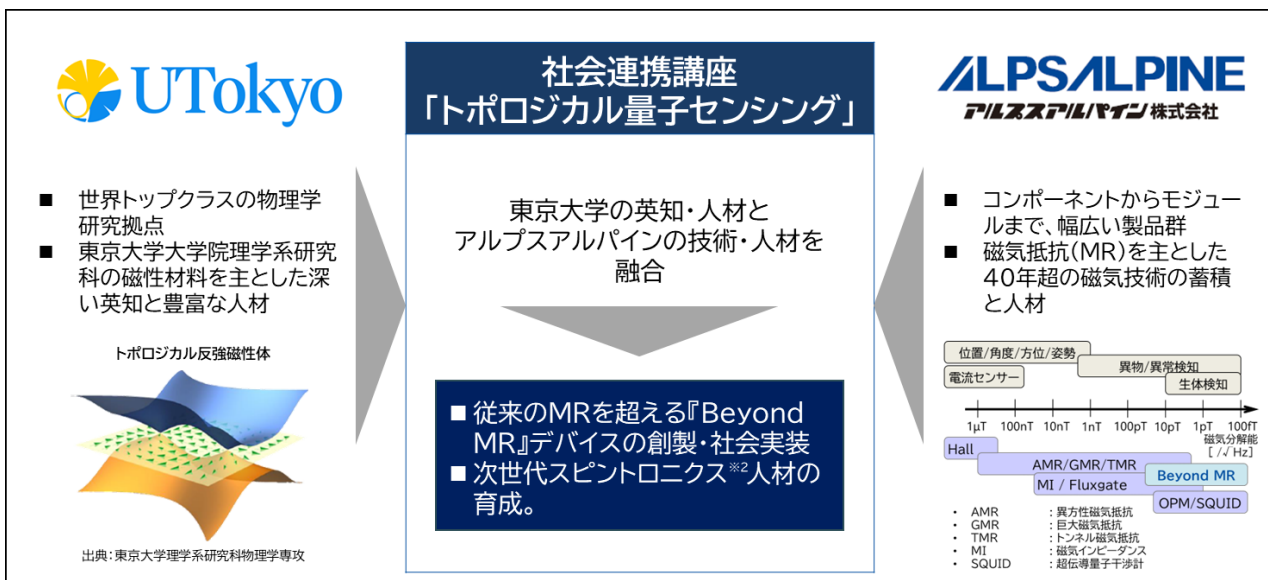 UTokyo
世界トップクラスの物理学
研究拠点
東京大学大学院理学系研究
科の磁性材料を主とした深
い英知と豊富な人材
トポロジカル反強磁性体
出典：東京大学理学系研究科物理学専攻
社会連携講座
「トポロジカル量子センシング」
東京大学の英知・人材と
アルプスアルパインの技術・人材を
融合
従来のMRを超える『Beyond
MR』デバイスの創製・社会実装
次世代スピントロニクス※2人材の
育成。
ALPSALPINE
アルプスアルパイン株式会社
コンポーネントからモジュー
ルまで、幅広い製品群
磁気抵抗(MR)を主とした
40年超の磁気技術の蓄積
と人材
位置/角度/方位/姿勢
異物/異常検知
電流センサー
生体検知
1μT 100nT 10nT 1nT 100pT 10pT 1pT 100fT
磁気分解能
[ /√Hz]
Hall
AMR/GMR/TMR
Beyond MR
MI / Fluxgate
OPM/SQUID
・ AMR ：異方性磁気抵抗
・ GMR ：巨大磁気抵抗
・ TMR ：トンネル磁気抵抗
・ MI ：磁気インピーダンス
・ SQUID ：超伝導量子干渉計